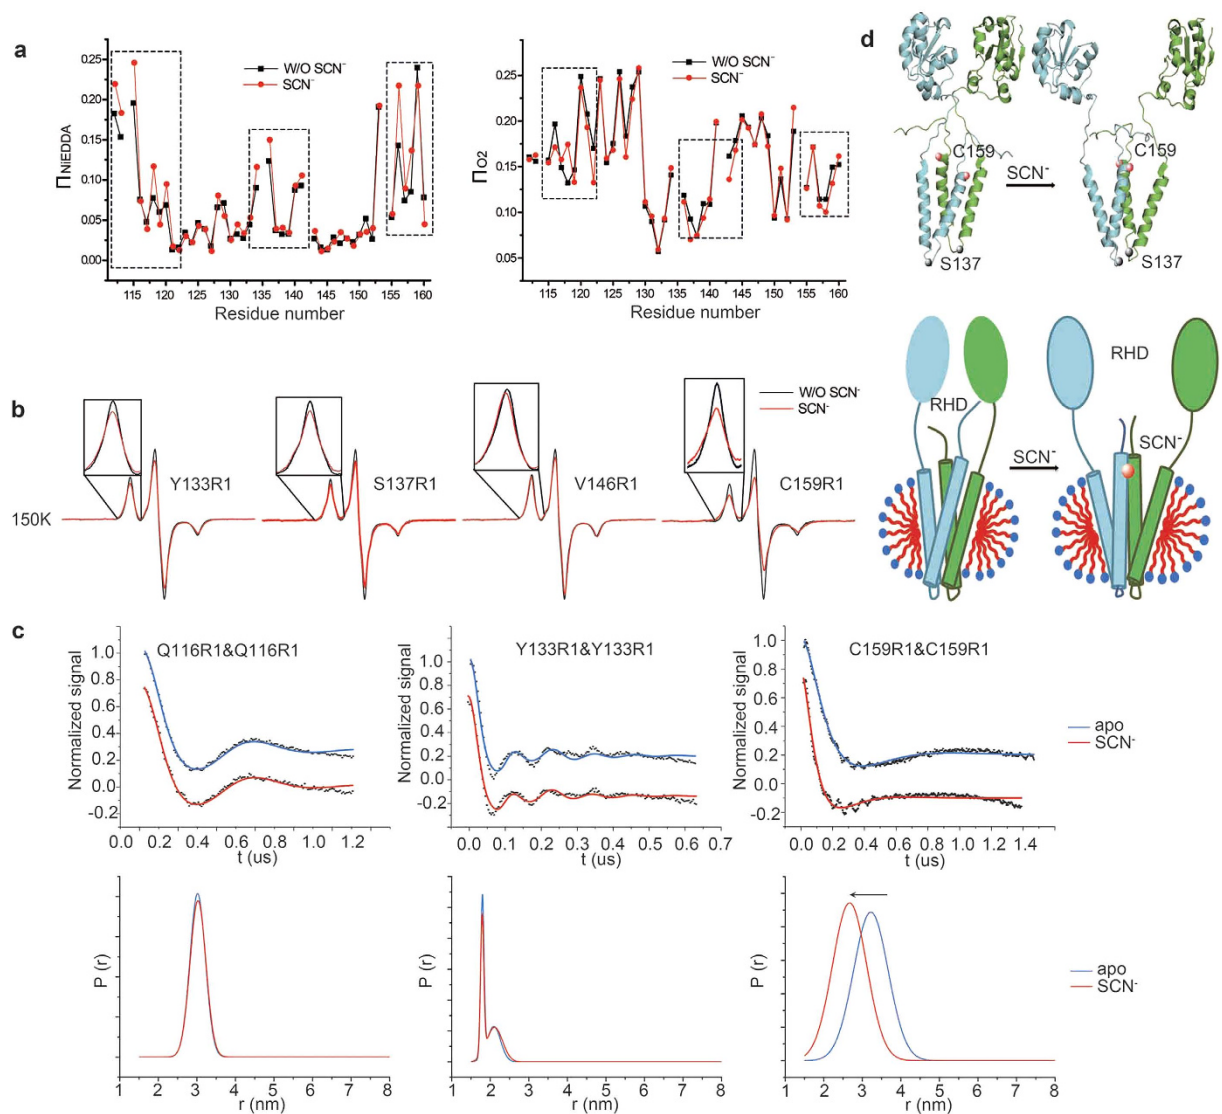 a
0.25
0.20
0.15
0.10
0.05
0.00
ΠNiEDDA
W/O SCN⁻
SCN⁻
115 120 125 130 135 140 145 150 155 160
Residue number
0.25
0.20
0.15
0.10
0.05
ΠO2
W/O SCN⁻
SCN⁻
115 120 125 130 135 140 145 150 155 160
Residue number
d
C159
SCN⁻
C159
S137
S137
RHD
RHD
SCN⁻
SCN⁻
b
W/O SCN⁻
SCN⁻
Y133R1
S137R1
V146R1
C159R1
150K
c
Q116R1&Q116R1
Normalized signal
1.0
0.8
0.6
0.4
0.2
0.0
-0.2
0.0 0.2 0.4 0.6 0.8 1.0 1.2 1.4
t (us)
Y133R1&Y133R1
Normalized signal
1.0
0.8
0.6
0.4
0.2
0.0
-0.2
0.0 0.1 0.2 0.3 0.4 0.5 0.6 0.7
t (us)
C159R1&C159R1
Normalized signal
1.0
0.8
0.6
0.4
0.2
0.0
-0.2
0.0 0.2 0.4 0.6 0.8 1.0 1.2 1.4
t (us)
apo
SCN⁻
P (r)
1 2 3 4 5 6 7 8
r (nm)
P (r)
1 2 3 4 5 6 7 8
r (nm)
P (r)
1 2 3 4 5 6 7 8
r (nm)
apo
SCN⁻